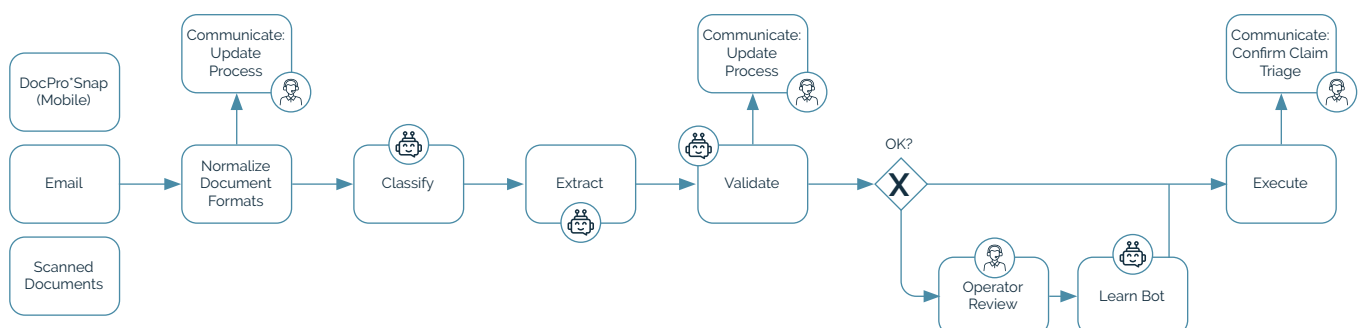 Communicate:
Update
Process
Communicate:
Update
Process
Communicate:
Confirm Claim
Triage
DocPro*Snap
(Mobile)
Email
Normalize
Document
Formats
Classify
Extract
Validate
OK?
X
Execute
Scanned
Documents
Operator
Review
Learn Bot